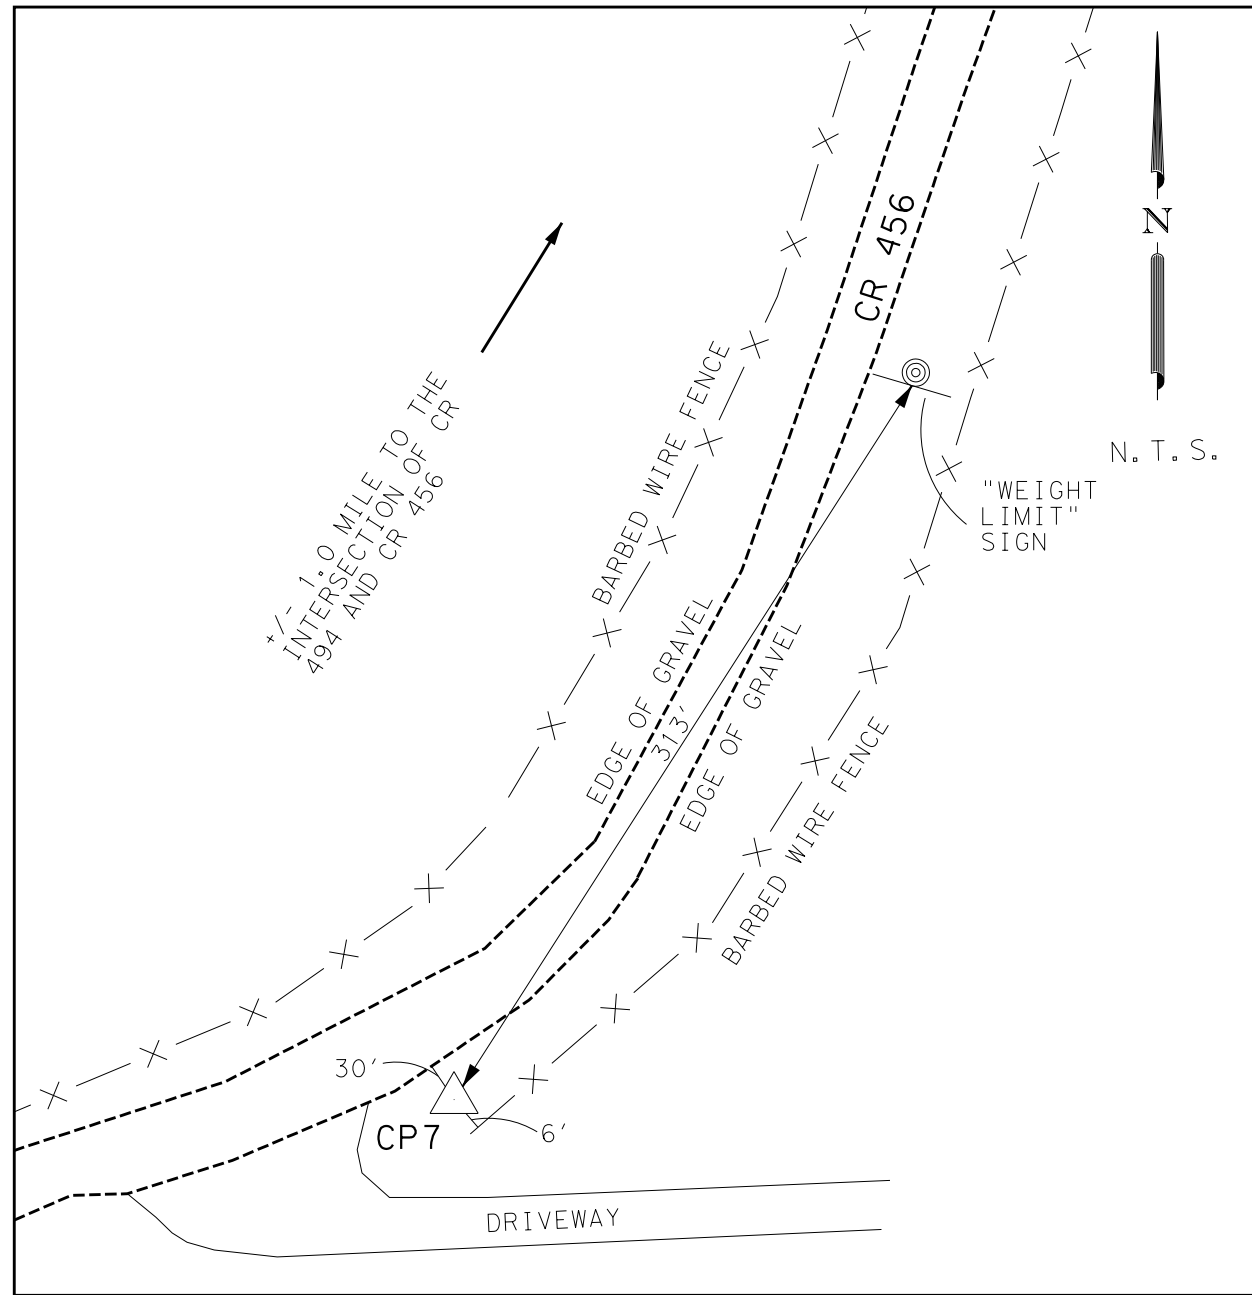 N
N.T.S.
CR 456
+/- 1.0 MILE TO THE
INTERSECTION OF CR
494 AND CR 456
BARBED WIRE FENCE
"WEIGHT
LIMIT"
SIGN
EDGE OF GRAVEL
313'
EDGE OF GRAVEL
BARBED WIRE FENCE
30'
CP7
6'
DRIVEWAY